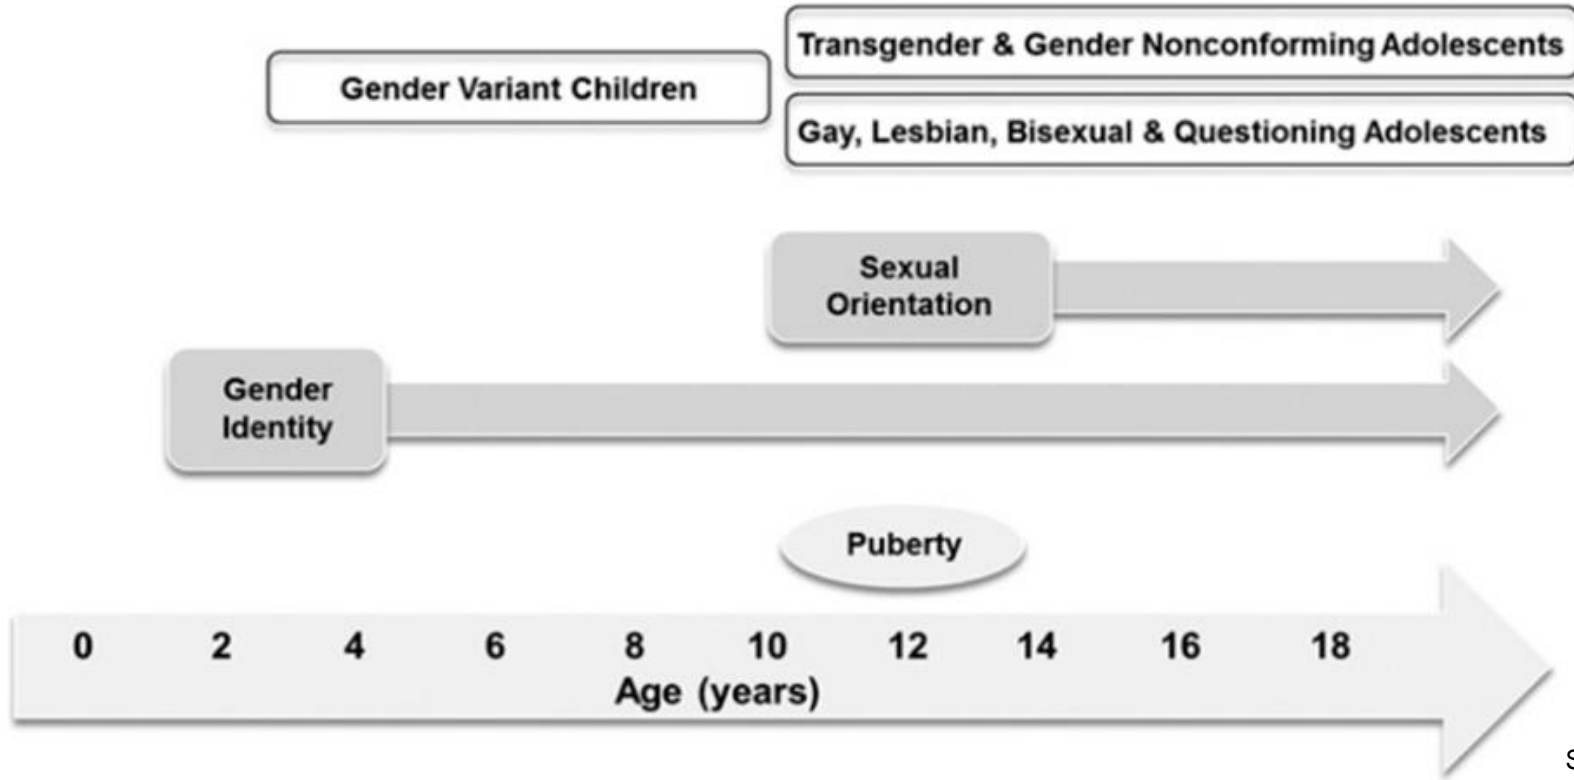 Transgender & Gender Nonconforming Adolescents
Gender Variant Children
Gay, Lesbian, Bisexual & Questioning Adolescents
Sexual
Orientation
Gender
Identity
Puberty
0 2 4 6 8 10 12 14 16 18
Age (years)